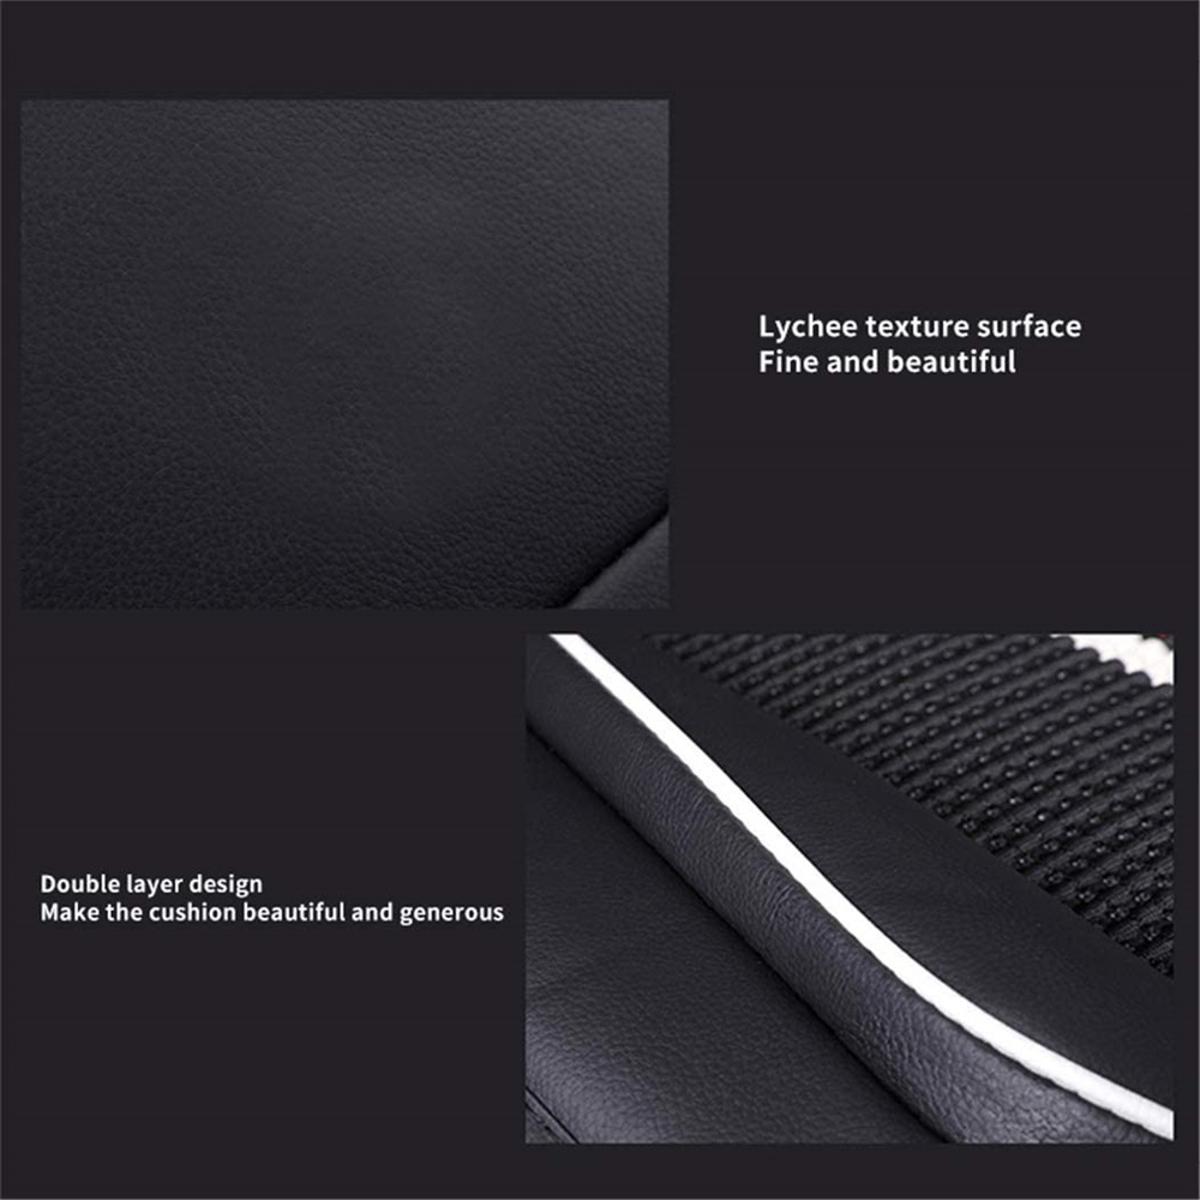 Lychee texture surface
Fine and beautiful
Double layer design
Make the cushion beautiful and generous